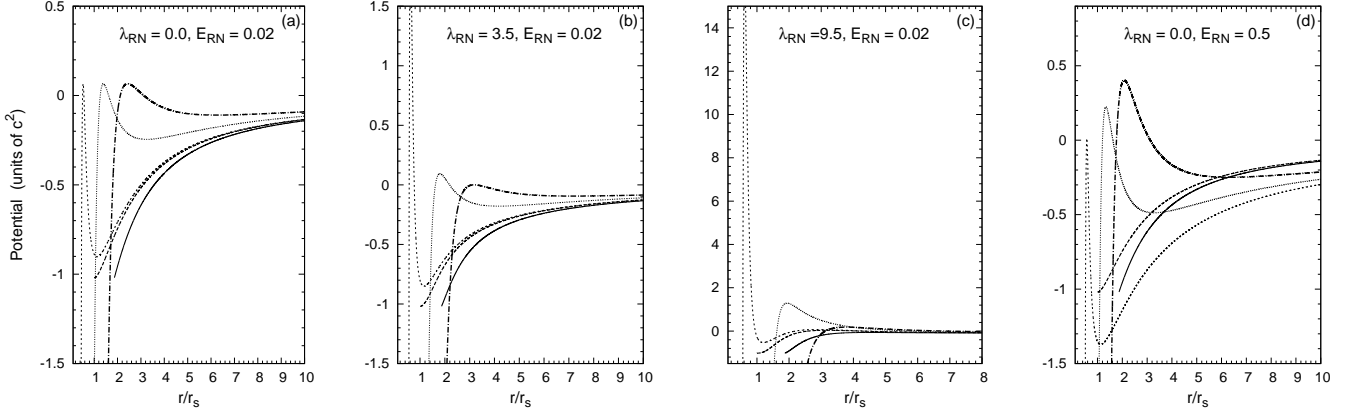 (a)
λRN = 0.0, ERN = 0.02
Potential (units of c2)
0.5
0
-0.5
-1
-1.5
1 2 3 4 5 6 7 8 9 10
r/rs
(b)
λRN = 3.5, ERN = 0.02
1.5
1
0.5
0
-0.5
-1
-1.5
1 2 3 4 5 6 7 8 9 10
r/rs
(c)
λRN =9.5, ERN = 0.02
14
12
10
8
6
4
2
0
1 2 3 4 5 6 7 8
r/rs
(d)
λRN = 0.0, ERN = 0.5
0.5
0
-0.5
-1
-1.5
1 2 3 4 5 6 7 8 9 10
r/rs